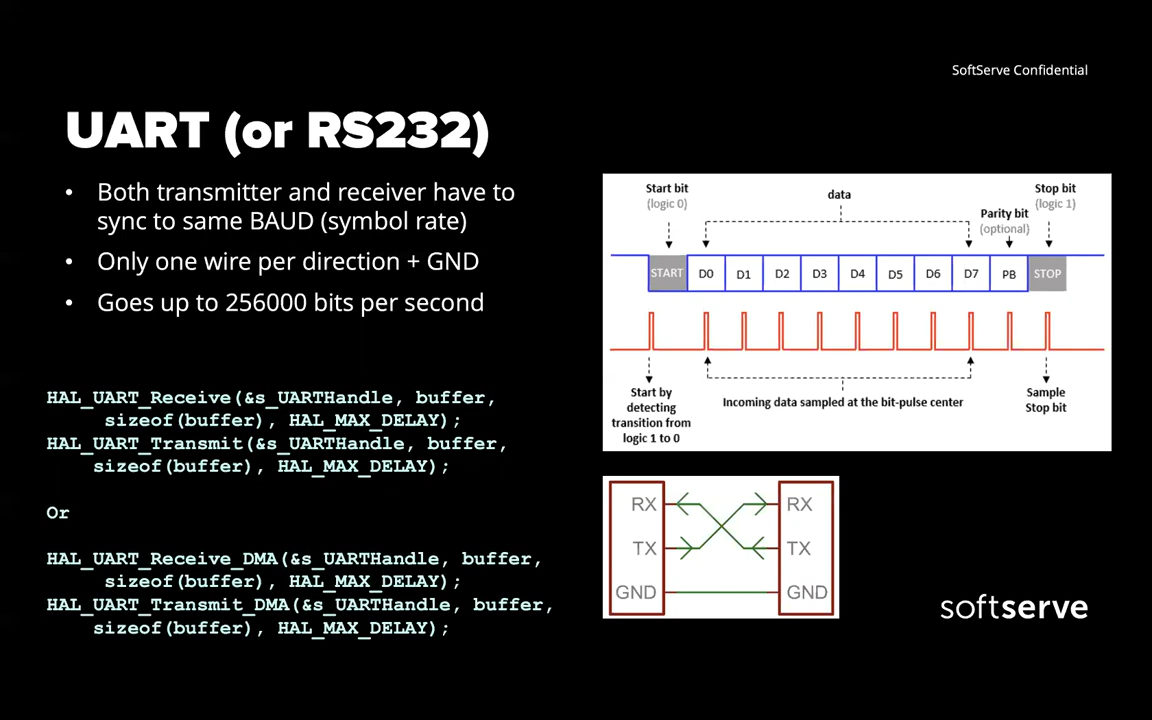 SoftServe Confidential
UART (or RS232)
• Both transmitter and receiver have to
sync to same BAUD (symbol rate)
• Only one wire per direction + GND
• Goes up to 256000 bits per second
HAL_UART_Receive(&s_UARTHandle, buffer,
sizeof(buffer), HAL_MAX_DELAY);
HAL_UART_Transmit(&s_UARTHandle, buffer,
sizeof(buffer), HAL_MAX_DELAY);
Or
HAL_UART_Receive_DMA(&s_UARTHandle, buffer,
sizeof(buffer), HAL_MAX_DELAY);
HAL_UART_Transmit_DMA(&s_UARTHandle, buffer,
sizeof(buffer), HAL_MAX_DELAY);
Start bit
(logic 0)
data
Parity bit
(optional)
Stop bit
(logic 1)
START D0 D1 D2 D3 D4 D5 D6 D7 PB STOP
Start by
detecting
transition from
logic 1 to 0
Incoming data sampled at the bit-pulse center
Sample
Stop bit
RX RX
TX TX
GND GND
softserve